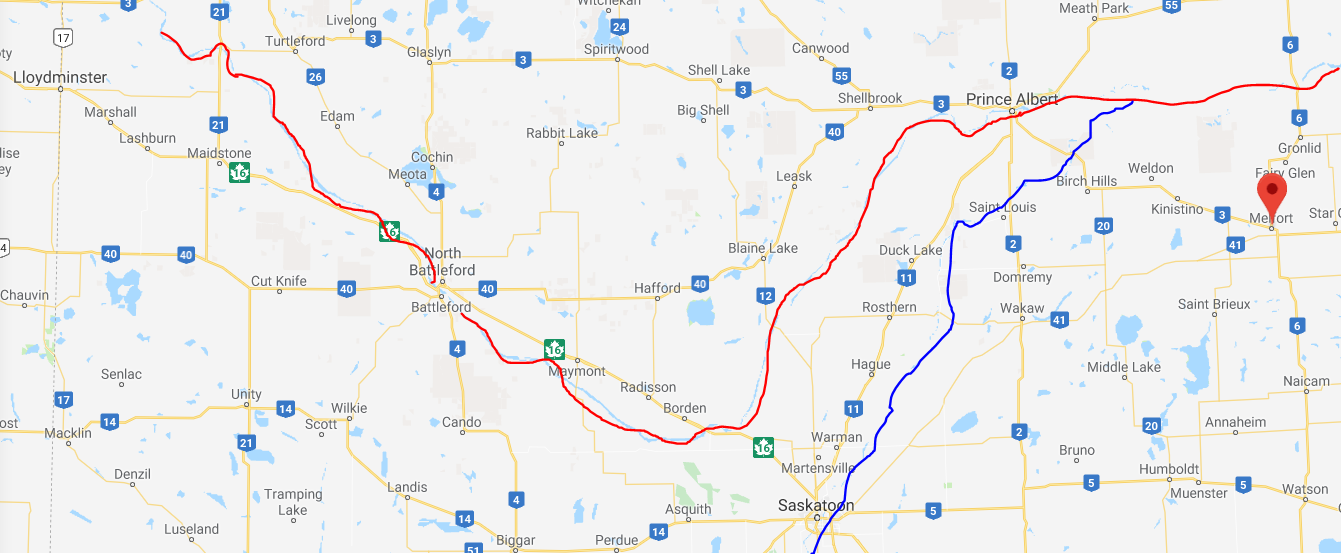 3
21
Livelong
Witchekan
24
55
Meath Park
17
Turtleford
3
Glaslyn
3
Spiritwood
Canwood
6
Lloydminster
26
Shell Lake
55
2
3
Marshall
Edam
Big Shell
Shellbrook
3
Prince Albert
21
Rabbit Lake
40
6
Lashburn
Maidstone
Cochin
Gronlid
16
Meota
4
Leask
Birch Hills
Weldon
Fairy Glen
Kinistino
3
Melfort
Star C
Saint Louis
16
20
41
4
40
40
North
Battleford
Blaine Lake
Duck Lake
2
Cut Knife
40
40
Hafford
40
11
Domremy
Chauvin
Battleford
12
Rosthern
Wakaw
41
Saint Brieux
6
4
16
Maymont
Hague
Middle Lake
Senlac
Radisson
Naicam
17
Unity
14
Wilkie
Borden
11
14
Scott
Cando
20
Annaheim
Macklin
21
16
Warman
2
Martensville
Bruno
Denzil
Humboldt
5
5
Muenster
Watson
Tramping
Lake
Landis
4
Asquith
Saskatoon
5
14
14
Luseland
Biggar
Perdue
51